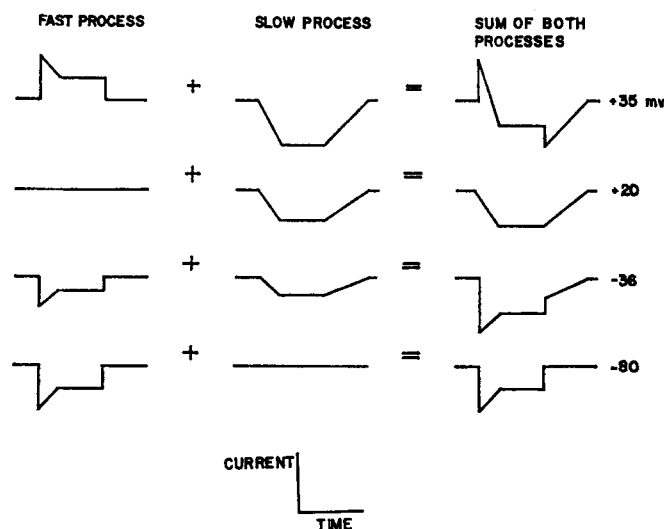 FAST PROCESS
SLOW PROCESS
SUM OF BOTH
PROCESSES
+ = +35 mv
+ = +20
+ = -36
+ = -80
CURRENT
TIME